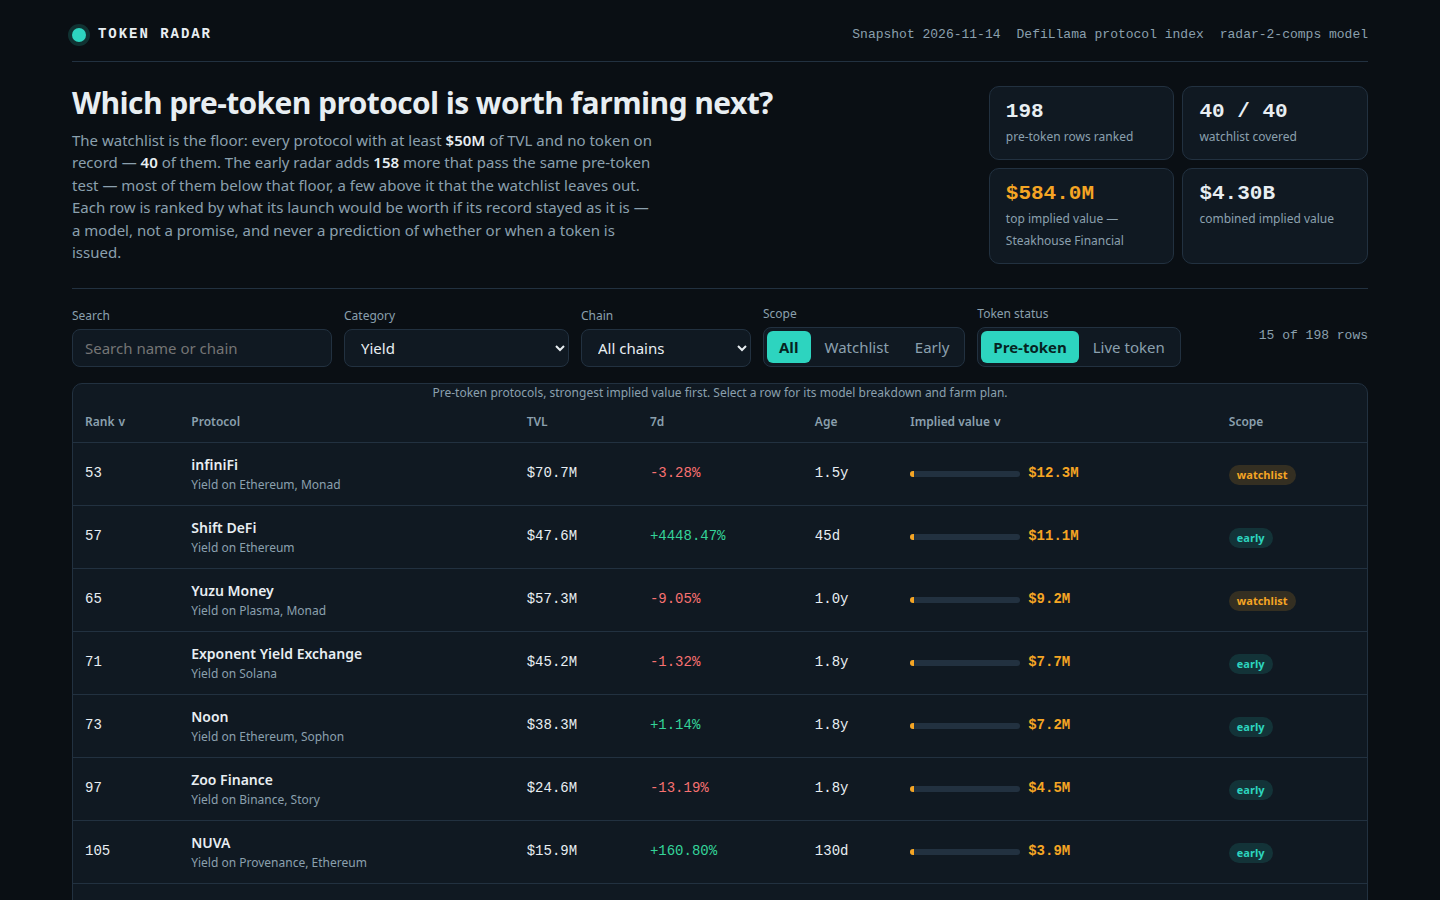 TOKEN RADAR
Snapshot 2026-11-14 DefiLlama protocol index radar-2-comps model
Which pre-token protocol is worth farming next?
The watchlist is the floor: every protocol with at least $50M of TVL and no token on
record — 40 of them. The early radar adds 158 more that pass the same pre-token
test — most of them below that floor, a few above it that the watchlist leaves out.
Each row is ranked by what its launch would be worth if its record stayed as it is —
a model, not a promise, and never a prediction of whether or when a token is
issued.
198
pre-token rows ranked
40 / 40
watchlist covered
$584.0M
top implied value —
Steakhouse Financial
$4.30B
combined implied value
Search
Search name or chain
Category
Yield
Chain
All chains
Scope
All Watchlist Early
Token status
Pre-token Live token
15 of 198 rows
Pre-token protocols, strongest implied value first. Select a row for its model breakdown and farm plan.
Rank v Protocol TVL 7d Age Implied value v Scope
53 infiniFi $70.7M -3.28% 1.5y $12.3M watchlist
Yield on Ethereum, Monad
57 Shift DeFi $47.6M +4448.47% 45d $11.1M early
Yield on Ethereum
65 Yuzu Money $57.3M -9.05% 1.0y $9.2M watchlist
Yield on Plasma, Monad
71 Exponent Yield Exchange $45.2M -1.32% 1.8y $7.7M early
Yield on Solana
73 Noon $38.3M +1.14% 1.8y $7.2M early
Yield on Ethereum, Sophon
97 Zoo Finance $24.6M -13.19% 1.8y $4.5M early
Yield on Binance, Story
105 NUVA $15.9M +160.80% 130d $3.9M early
Yield on Provenance, Ethereum